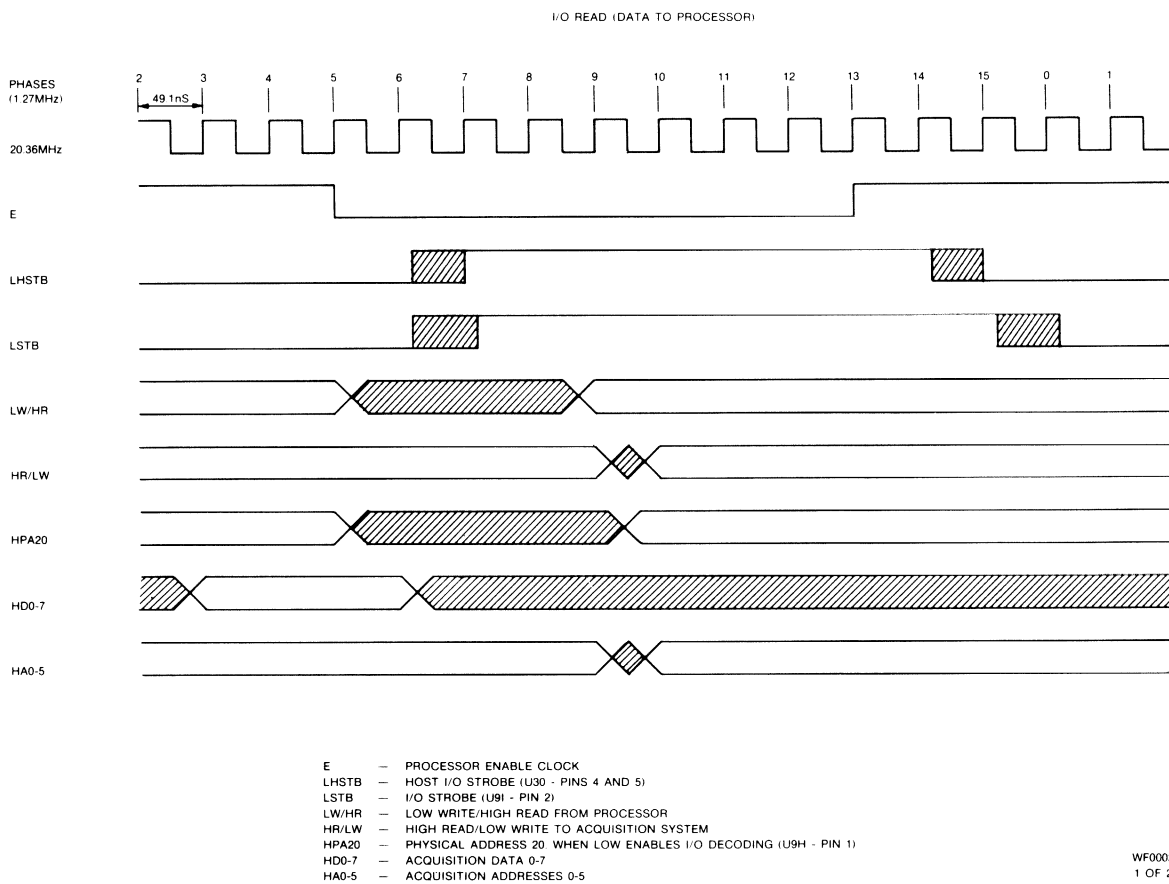 I/O READ (DATA TO PROCESSOR)
PHASES
(1.27MHz)
2 3 4 5 6 7 8 9 10 11 12 13 14 15 0 1
49.1nS
20.36MHz
E
LHSTB
LSTB
LW/HR
HR/LW
HPA20
HD0-7
HA0-5
E — PROCESSOR ENABLE CLOCK
LHSTB — HOST I/O STROBE (U30 - PINS 4 AND 5)
LSTB — I/O STROBE (U9I - PIN 2)
LW/HR — LOW WRITE/HIGH READ FROM PROCESSOR
HR/LW — HIGH READ/LOW WRITE TO ACQUISITION SYSTEM
HPA20 — PHYSICAL ADDRESS 20. WHEN LOW ENABLES I/O DECODING (U9H - PIN 1)
HD0-7 — ACQUISITION DATA 0-7
HA0-5 — ACQUISITION ADDRESSES 0-5
1 OF 2